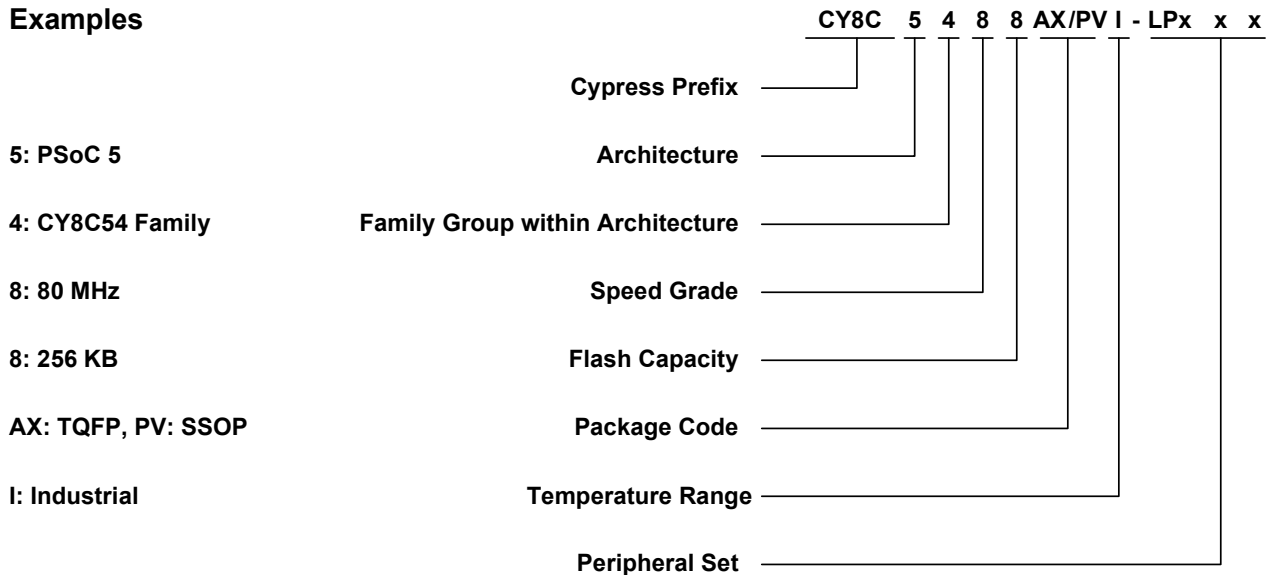 Examples CY8C 5 4 8 8 AX/PV I - LPx x x
Cypress Prefix
5: PSoC 5 Architecture
4: CY8C54 Family Family Group within Architecture
8: 80 MHz Speed Grade
8: 256 KB Flash Capacity
AX: TQFP, PV: SSOP Package Code
I: Industrial Temperature Range
Peripheral Set